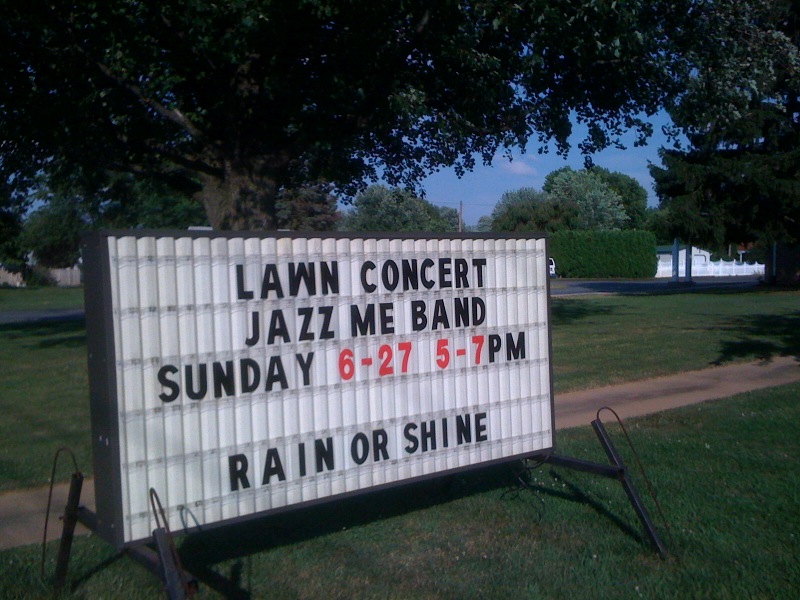 LAWN CONCERT
JAZZ ME BAND
SUNDAY 6-27 5-7PM
RAIN OR SHINE